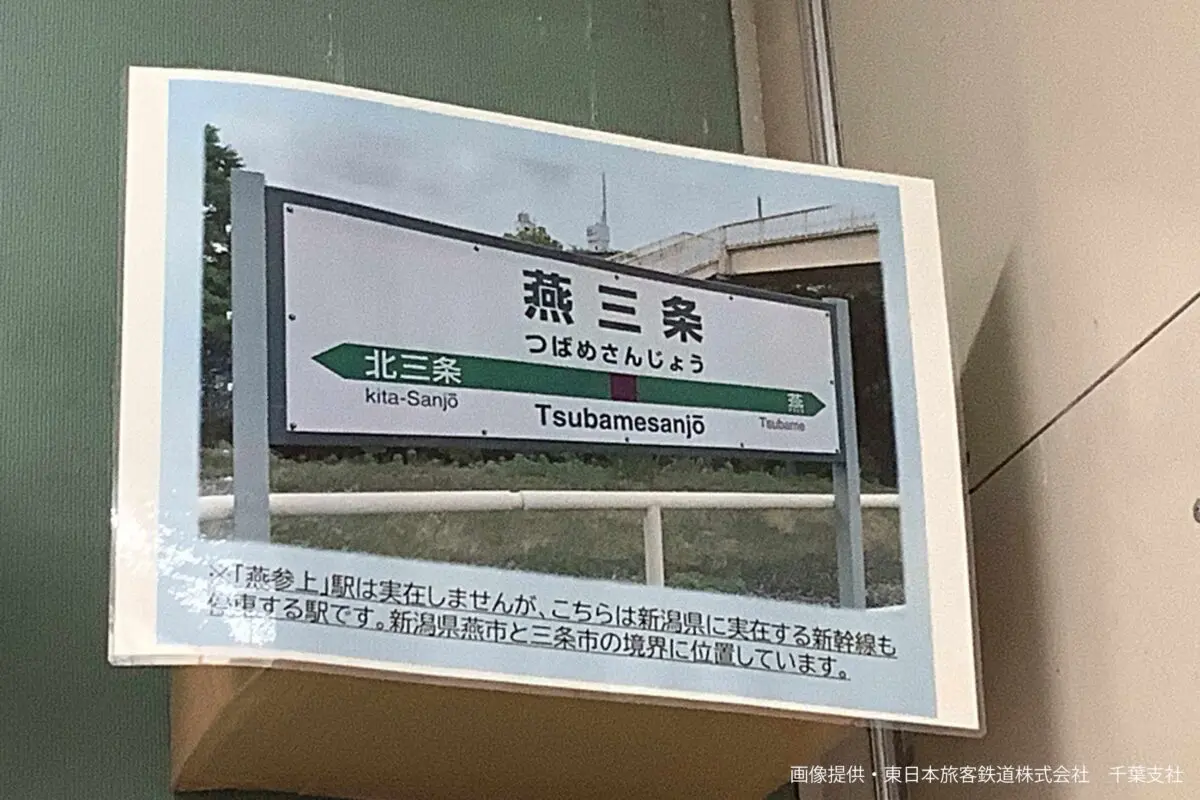 燕三条
つばめさんじょう
北三条 燕
kita-Sanjō Tsubame
Tsubamesanjō
※「燕参上」駅は実在しませんが、こちらは新潟県に実在する新幹線も
停車する駅です。新潟県燕市と三条市の境界に位置しています。
画像提供・東日本旅客鉄道株式会社 千葉支社